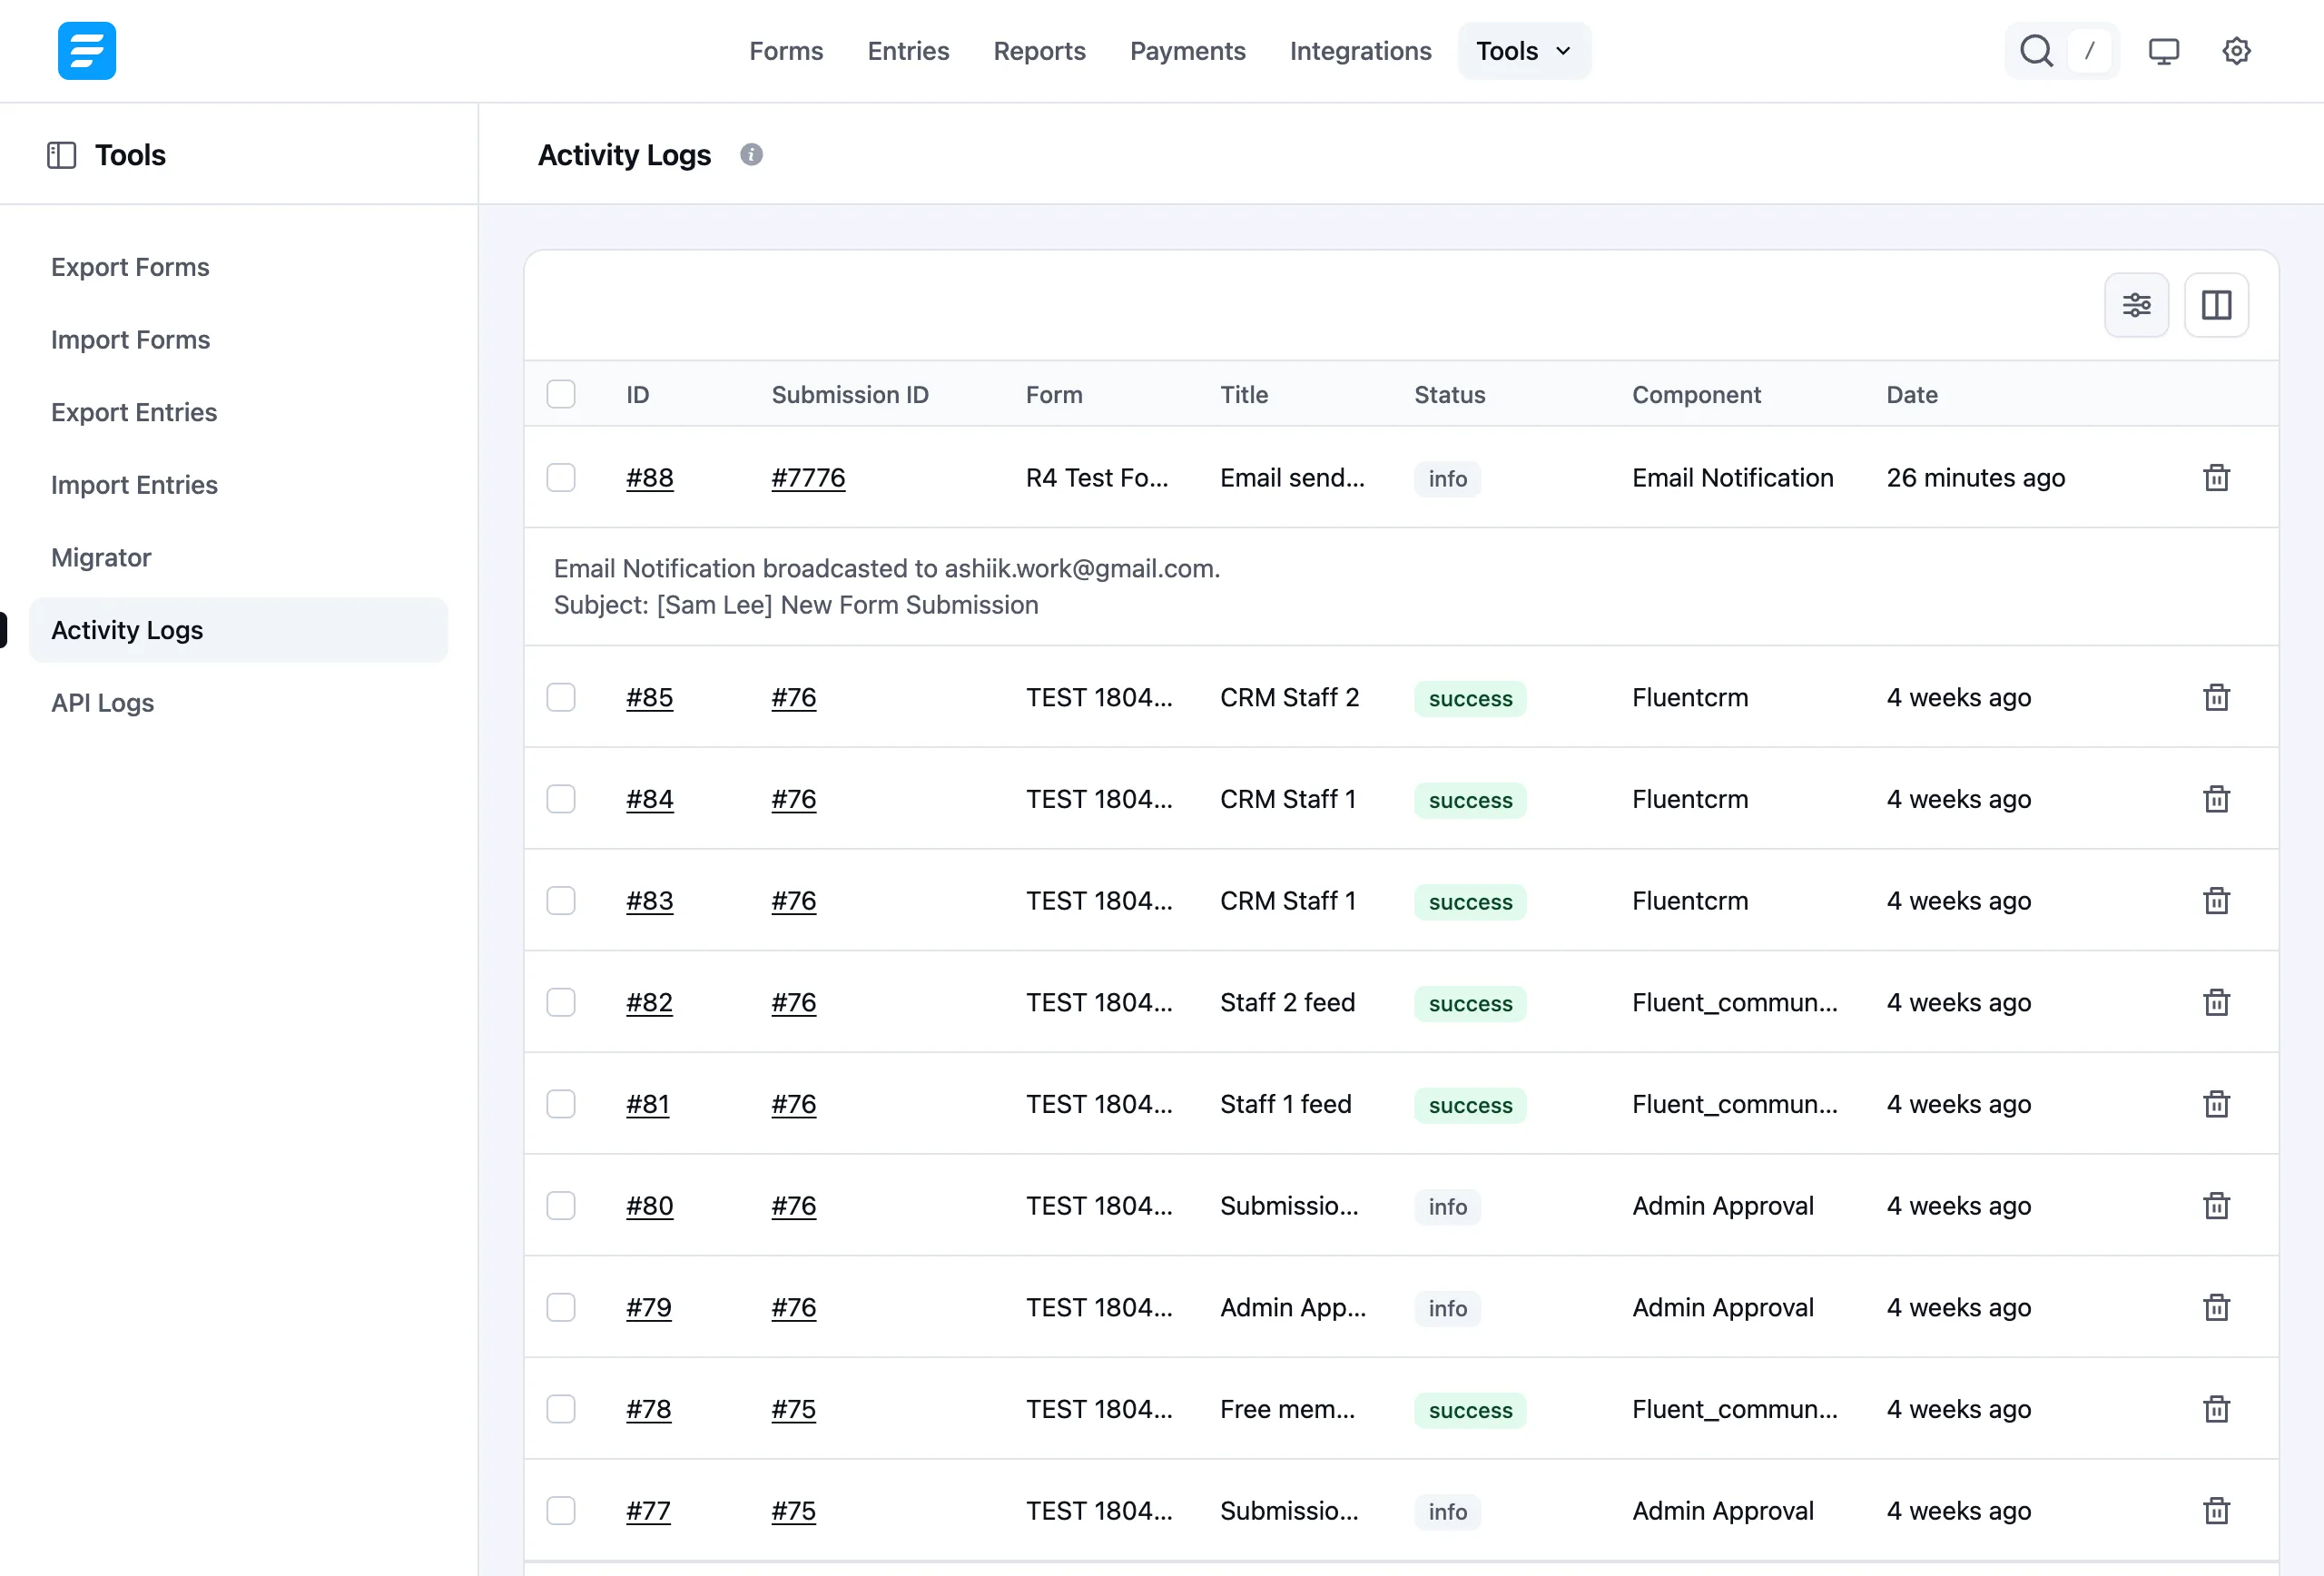 Forms Entries Reports Payments Integrations Tools /
Tools
Activity Logs
Export Forms
Import Forms
Export Entries
Import Entries
Migrator
Activity Logs
API Logs
ID Submission ID Form Title Status Component Date
#88 #7776 R4 Test Fo... Email send... info Email Notification 26 minutes ago
Email Notification broadcasted to ashiik.work@gmail.com.
Subject: [Sam Lee] New Form Submission
#85 #76 TEST 1804... CRM Staff 2 success Fluentcrm 4 weeks ago
#84 #76 TEST 1804... CRM Staff 1 success Fluentcrm 4 weeks ago
#83 #76 TEST 1804... CRM Staff 1 success Fluentcrm 4 weeks ago
#82 #76 TEST 1804... Staff 2 feed success Fluent_commun... 4 weeks ago
#81 #76 TEST 1804... Staff 1 feed success Fluent_commun... 4 weeks ago
#80 #76 TEST 1804... Submissio... info Admin Approval 4 weeks ago
#79 #76 TEST 1804... Admin App... info Admin Approval 4 weeks ago
#78 #75 TEST 1804... Free mem... success Fluent_commun... 4 weeks ago
#77 #75 TEST 1804... Submissio... info Admin Approval 4 weeks ago